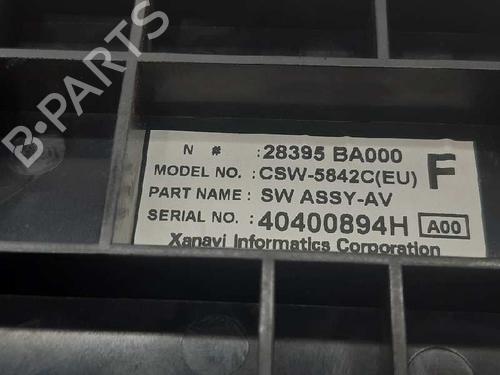 B-PARTS
N # : 28395 BA000
MODEL NO. : CSW-5842C(EU) F
PART NAME : SW ASSY-AV
SERIAL NO. : 40400894H A00
Xanavi Informatics Corporation